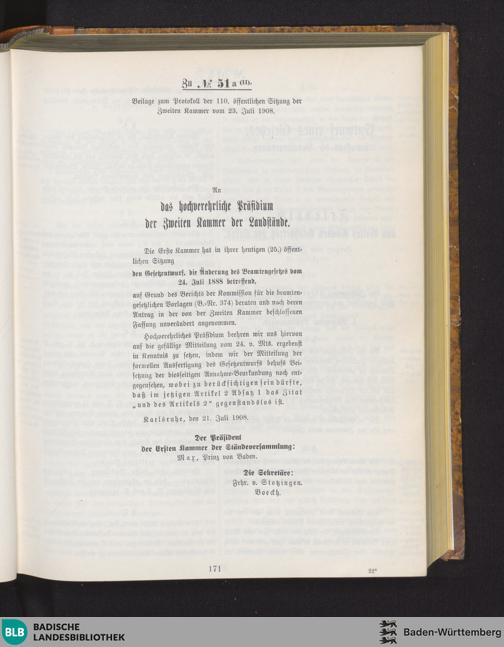 Zu № 51a (II).
Beilage zum Protokoll der 110. öffentlichen Sitzung der
Zweiten Kammer vom 23. Juli 1908.
An
das hochverehrliche Präsidium
der Zweiten Kammer der Landstände.
Die Erste Kammer hat in ihrer heutigen (25.) öffent-
lichen Sitzung
den Gesetzentwurf, die Änderung des Beamtengesetzes vom
24. Juli 1888 betreffend,
auf Grund des Berichts der Kommission für die beamten-
gesetzlichen Vorlagen (B.-Nr. 374) beraten und nach deren
Antrag in der von der Zweiten Kammer beschlossenen
Fassung unverändert angenommen.
Hochverehrliches Präsidium beehren wir uns hiervon
auf die gefällige Mitteilung vom 24. v. Mts. ergebenst
in Kenntnis zu setzen, indem wir der Mitteilung der
formellen Ausfertigung des Gesetzentwurfs behufs Bei-
setzung der diesseitigen Annahme-Beurkundung noch ent-
gegensehen, wobei zu berücksichtigen sein dürfte,
daß im jetzigen Artikel 2 Absatz 1 das Zitat
„und des Artikels 2“ gegenstandslos ist.
Karlsruhe, den 21. Juli 1908.
Der Präsident
der Ersten Kammer der Ständeversammlung:
Max, Prinz von Baden.
Die Sekretäre:
Frhr. v. Stotzingen.
Boeckh.
171
22*
BLB BADISCHE
LANDESBIBLIOTHEK
Baden-Württemberg